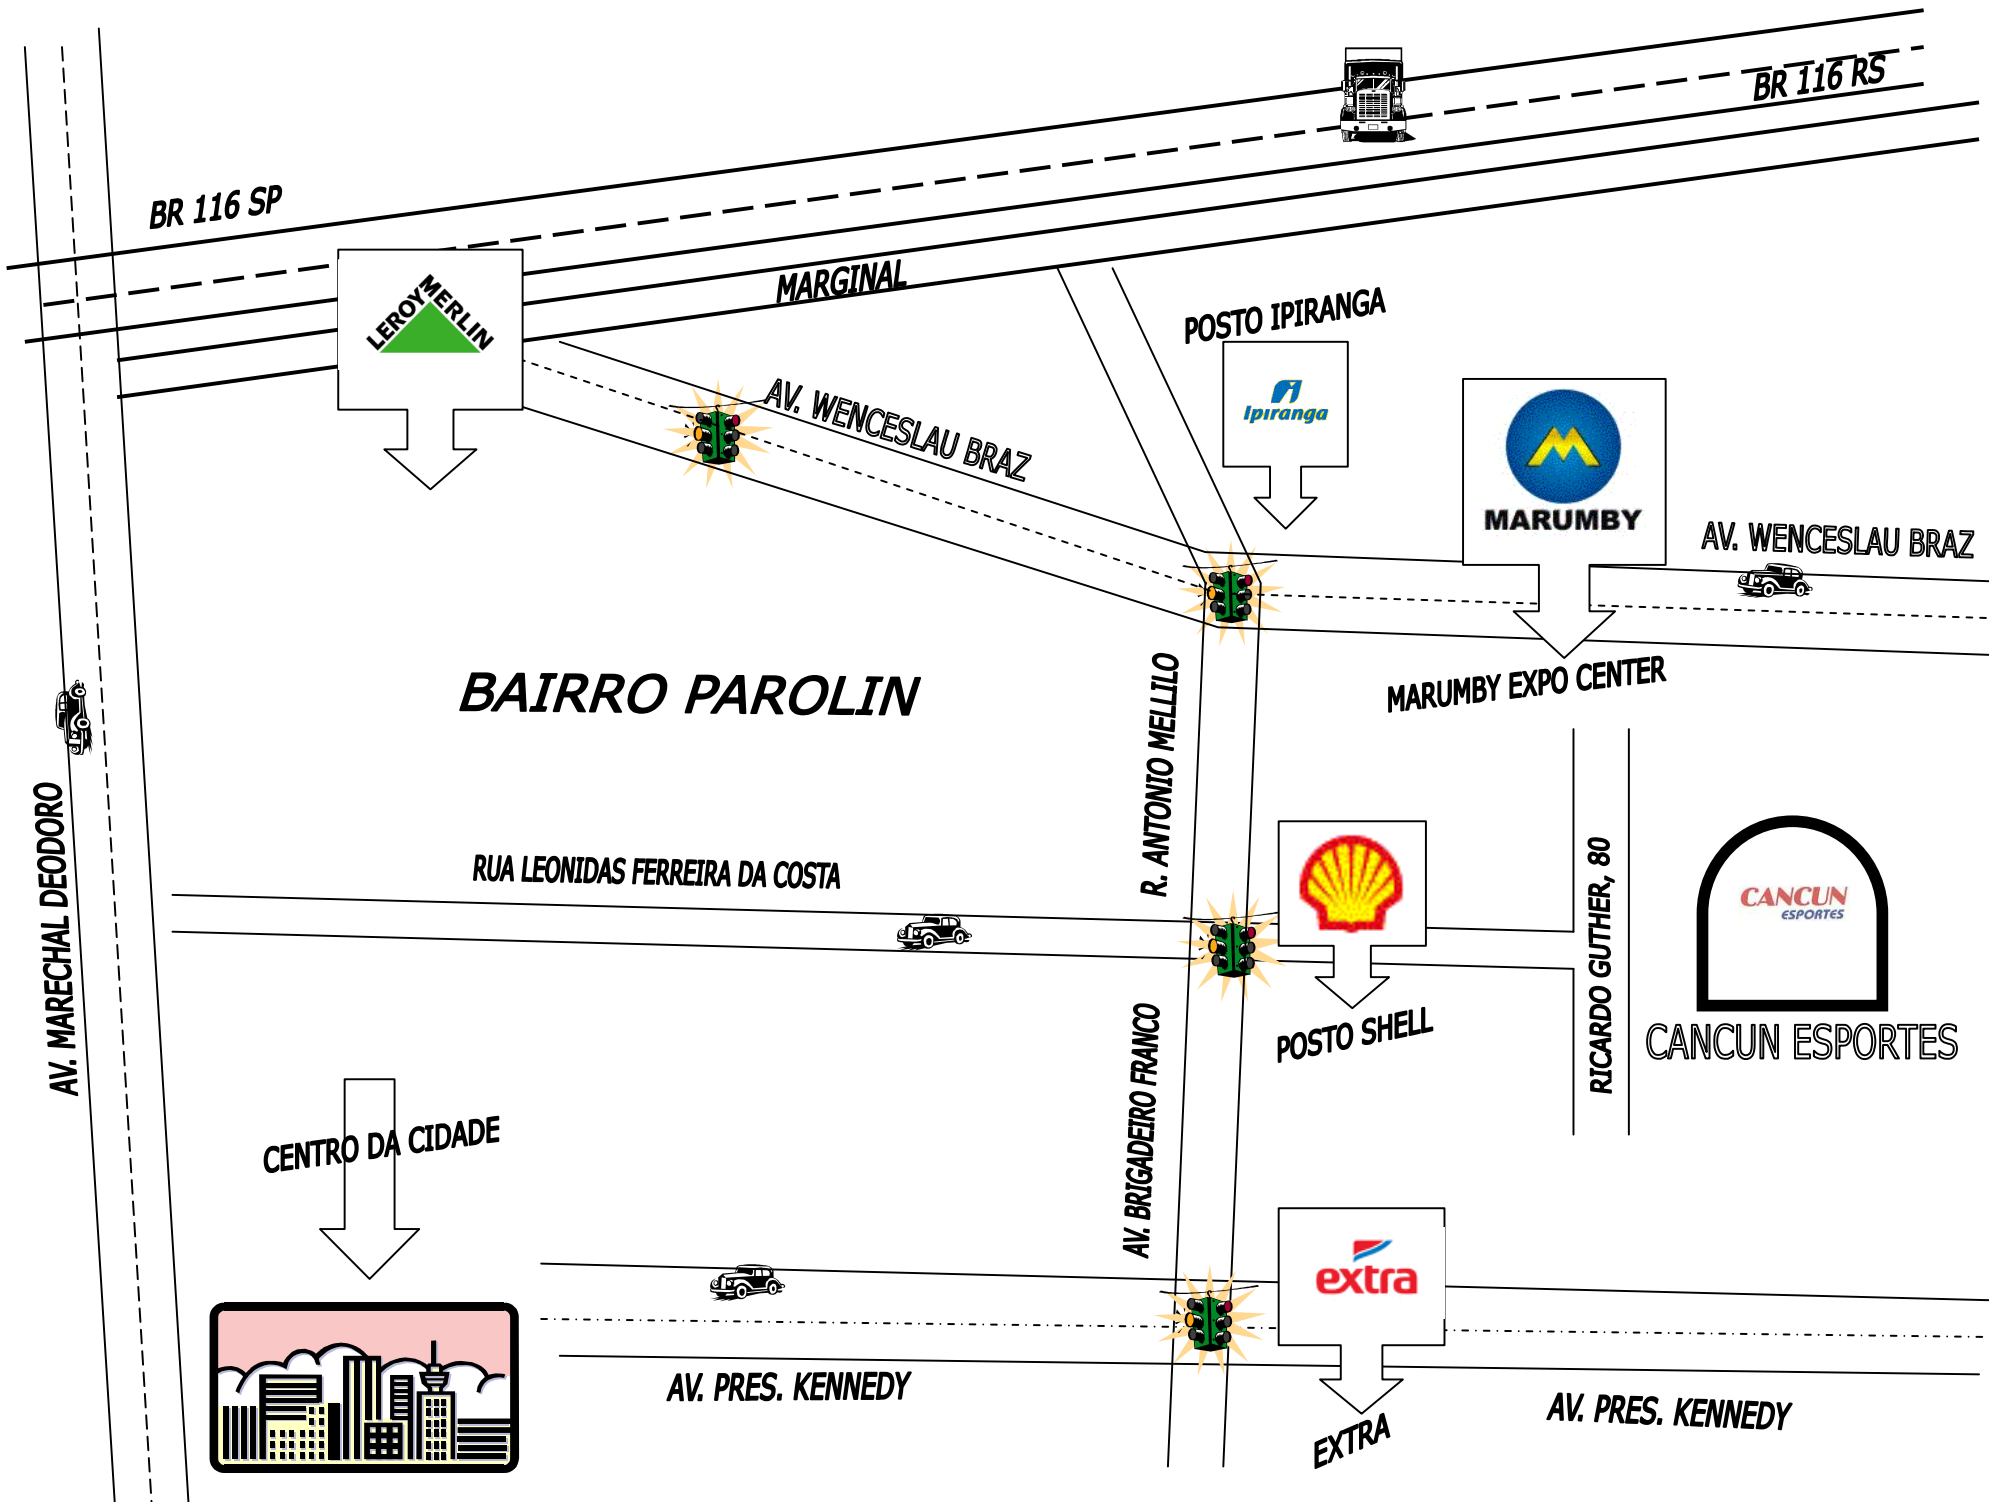 BR 116 RS
BR 116 SP
MARGINAL
LEROY MERLIN
POSTO IPIRANGA
Ipiranga
AV. WENCESLAU BRAZ
MARUMBY
AV. WENCESLAU BRAZ
MARUMBY EXPO CENTER
BAIRRO PAROLIN
R. ANTONIO MELLILO
AV. MARECHAL DEODORO
RUA LEONIDAS FERREIRA DA COSTA
RICARDO GUTHER, 80
CANCUN
ESPORTES
CANCUN ESPORTES
POSTO SHELL
AV. BRIGADEIRO FRANCO
CENTRO DA CIDADE
extra
AV. PRES. KENNEDY
EXTRA
AV. PRES. KENNEDY